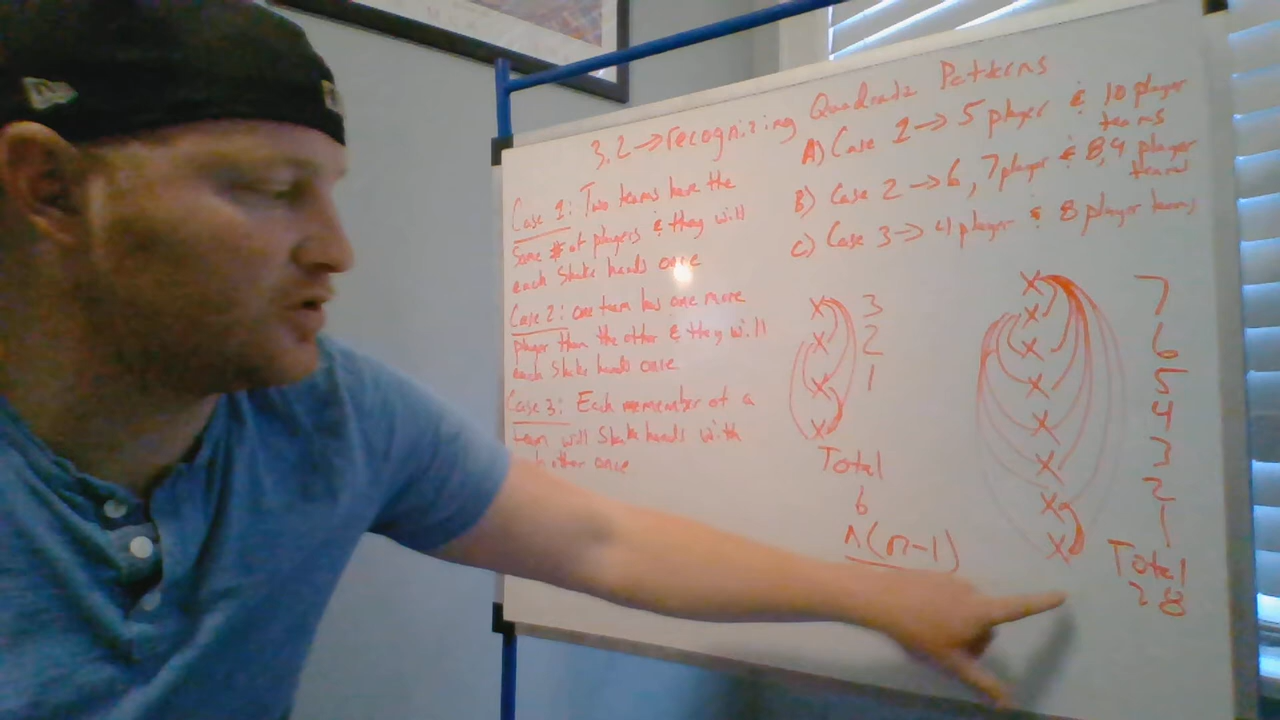 3.2 → recognizing Quadratic Patterns
Case 1: Two teams have the
same # of players & they will
each shake hands once
Case 2: one team has one more
player than the other & they will
each shake hands once
Case 3: Each memember of a
team will shake hands with
other once
A) Case 1 → 5 player & 10 player
teams
B) Case 2 → 6, 7 player & 8, 9 player
teams
C) Case 3 → 4 player & 8 player teams
X 3
X 2
X 1
X
Total
6
n(n-1)
X 7
X 6
X 5
X 4
X 3
X 2
X 1
X
Total
28